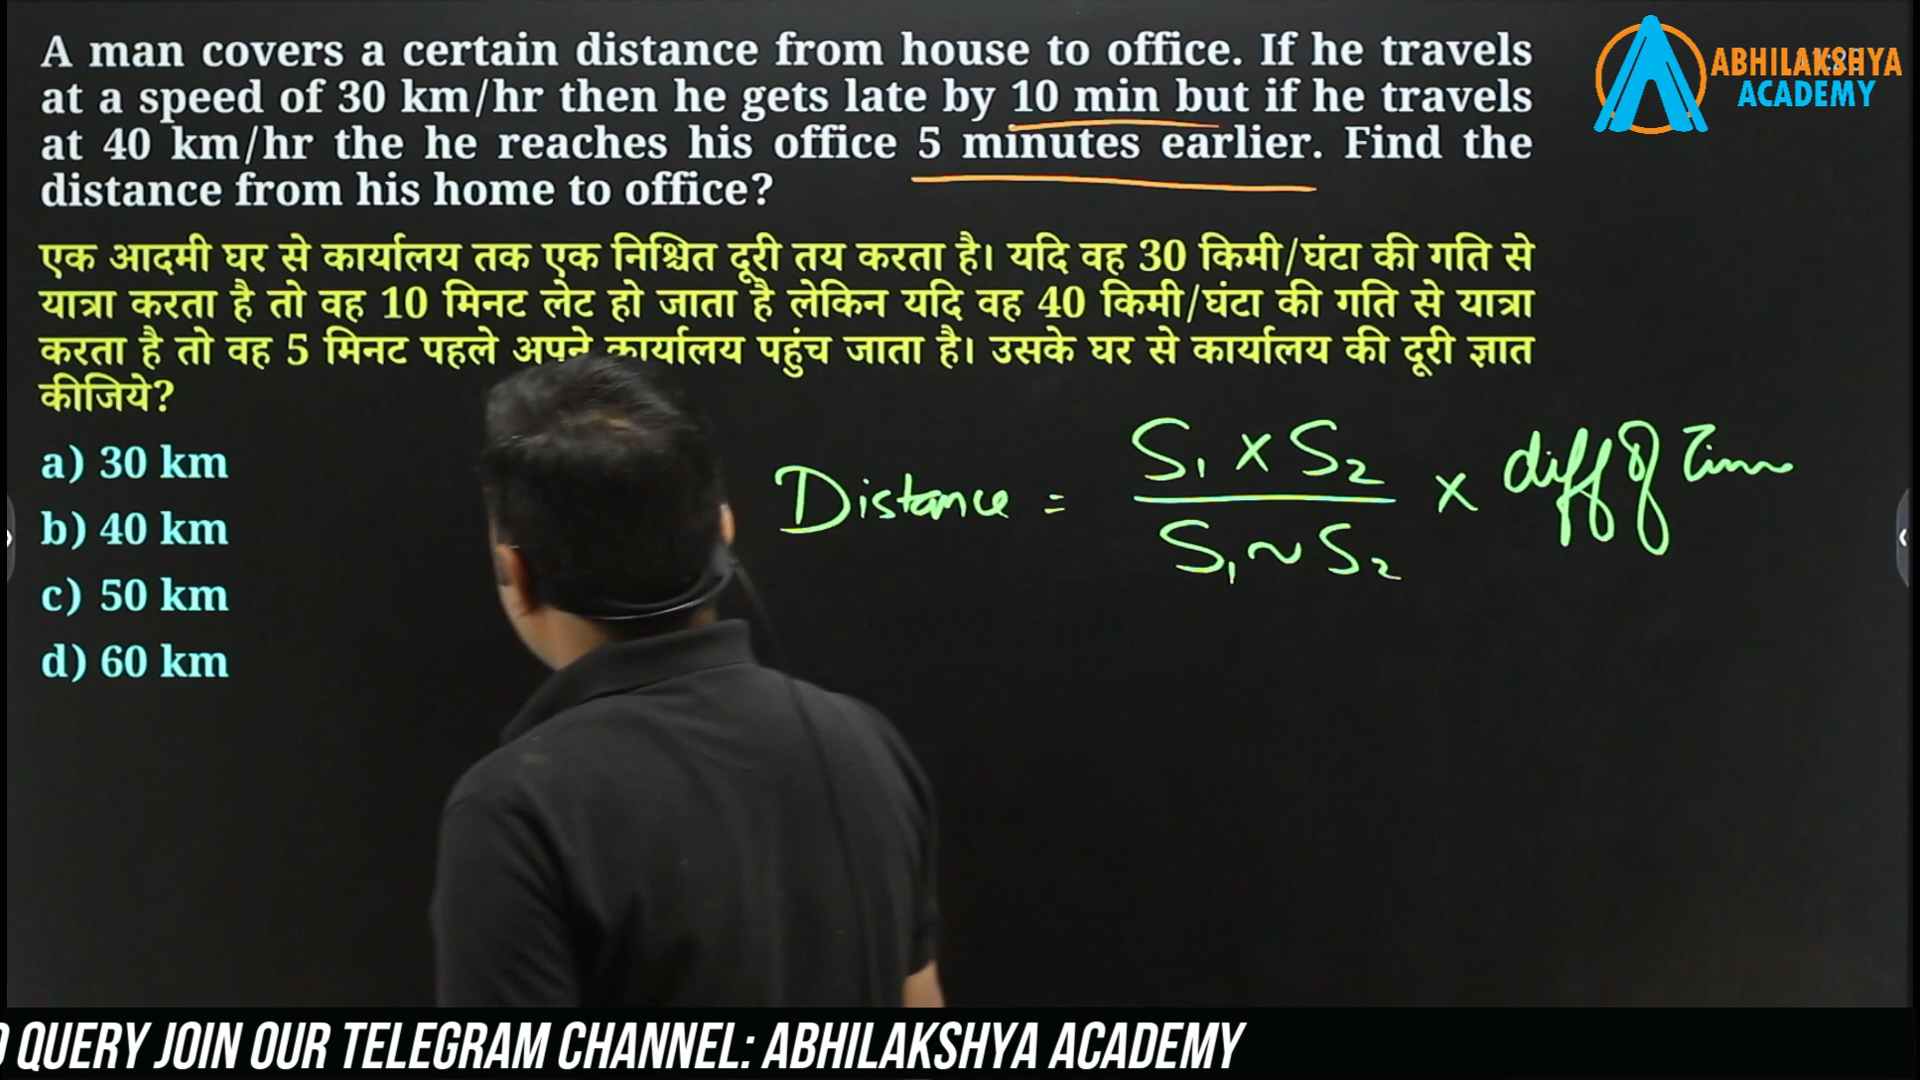 A man covers a certain distance from house to office. If he travels
at a speed of 30 km/hr then he gets late by 10 min but if he travels
at 40 km/hr the he reaches his office 5 minutes earlier. Find the
distance from his home to office?
एक आदमी घर से कार्यालय तक एक निश्चित दूरी तय करता है। यदि वह 30 किमी/घंटा की गति से
यात्रा करता है तो वह 10 मिनट लेट हो जाता है लेकिन यदि वह 40 किमी/घंटा की गति से यात्रा
करता है तो वह 5 मिनट पहले अपने कार्यालय पहुंच जाता है। उसके घर से कार्यालय की दूरी ज्ञात
कीजिये?
a) 30 km
b) 40 km
c) 50 km
d) 60 km
Distance = S₁ × S₂ / S₁ ~ S₂ × diff of Time
ABHILAKSHYA
ACADEMY
QUERY JOIN OUR TELEGRAM CHANNEL: ABHILAKSHYA ACADEMY